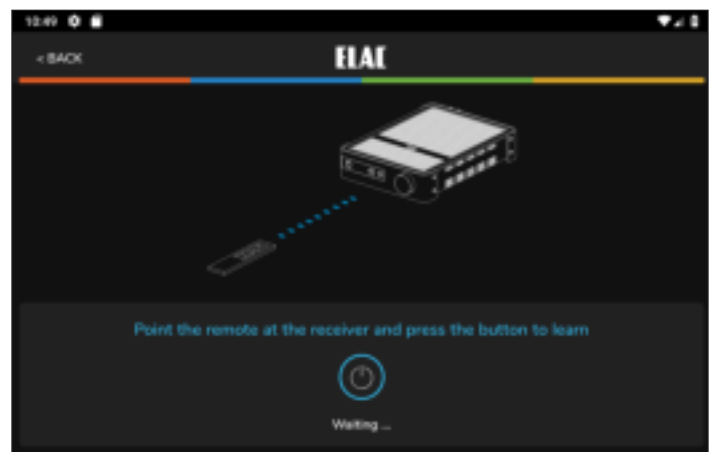 10:49
< BACK
ELAC
Point the remote at the receiver and press the button to learn
Waiting ...